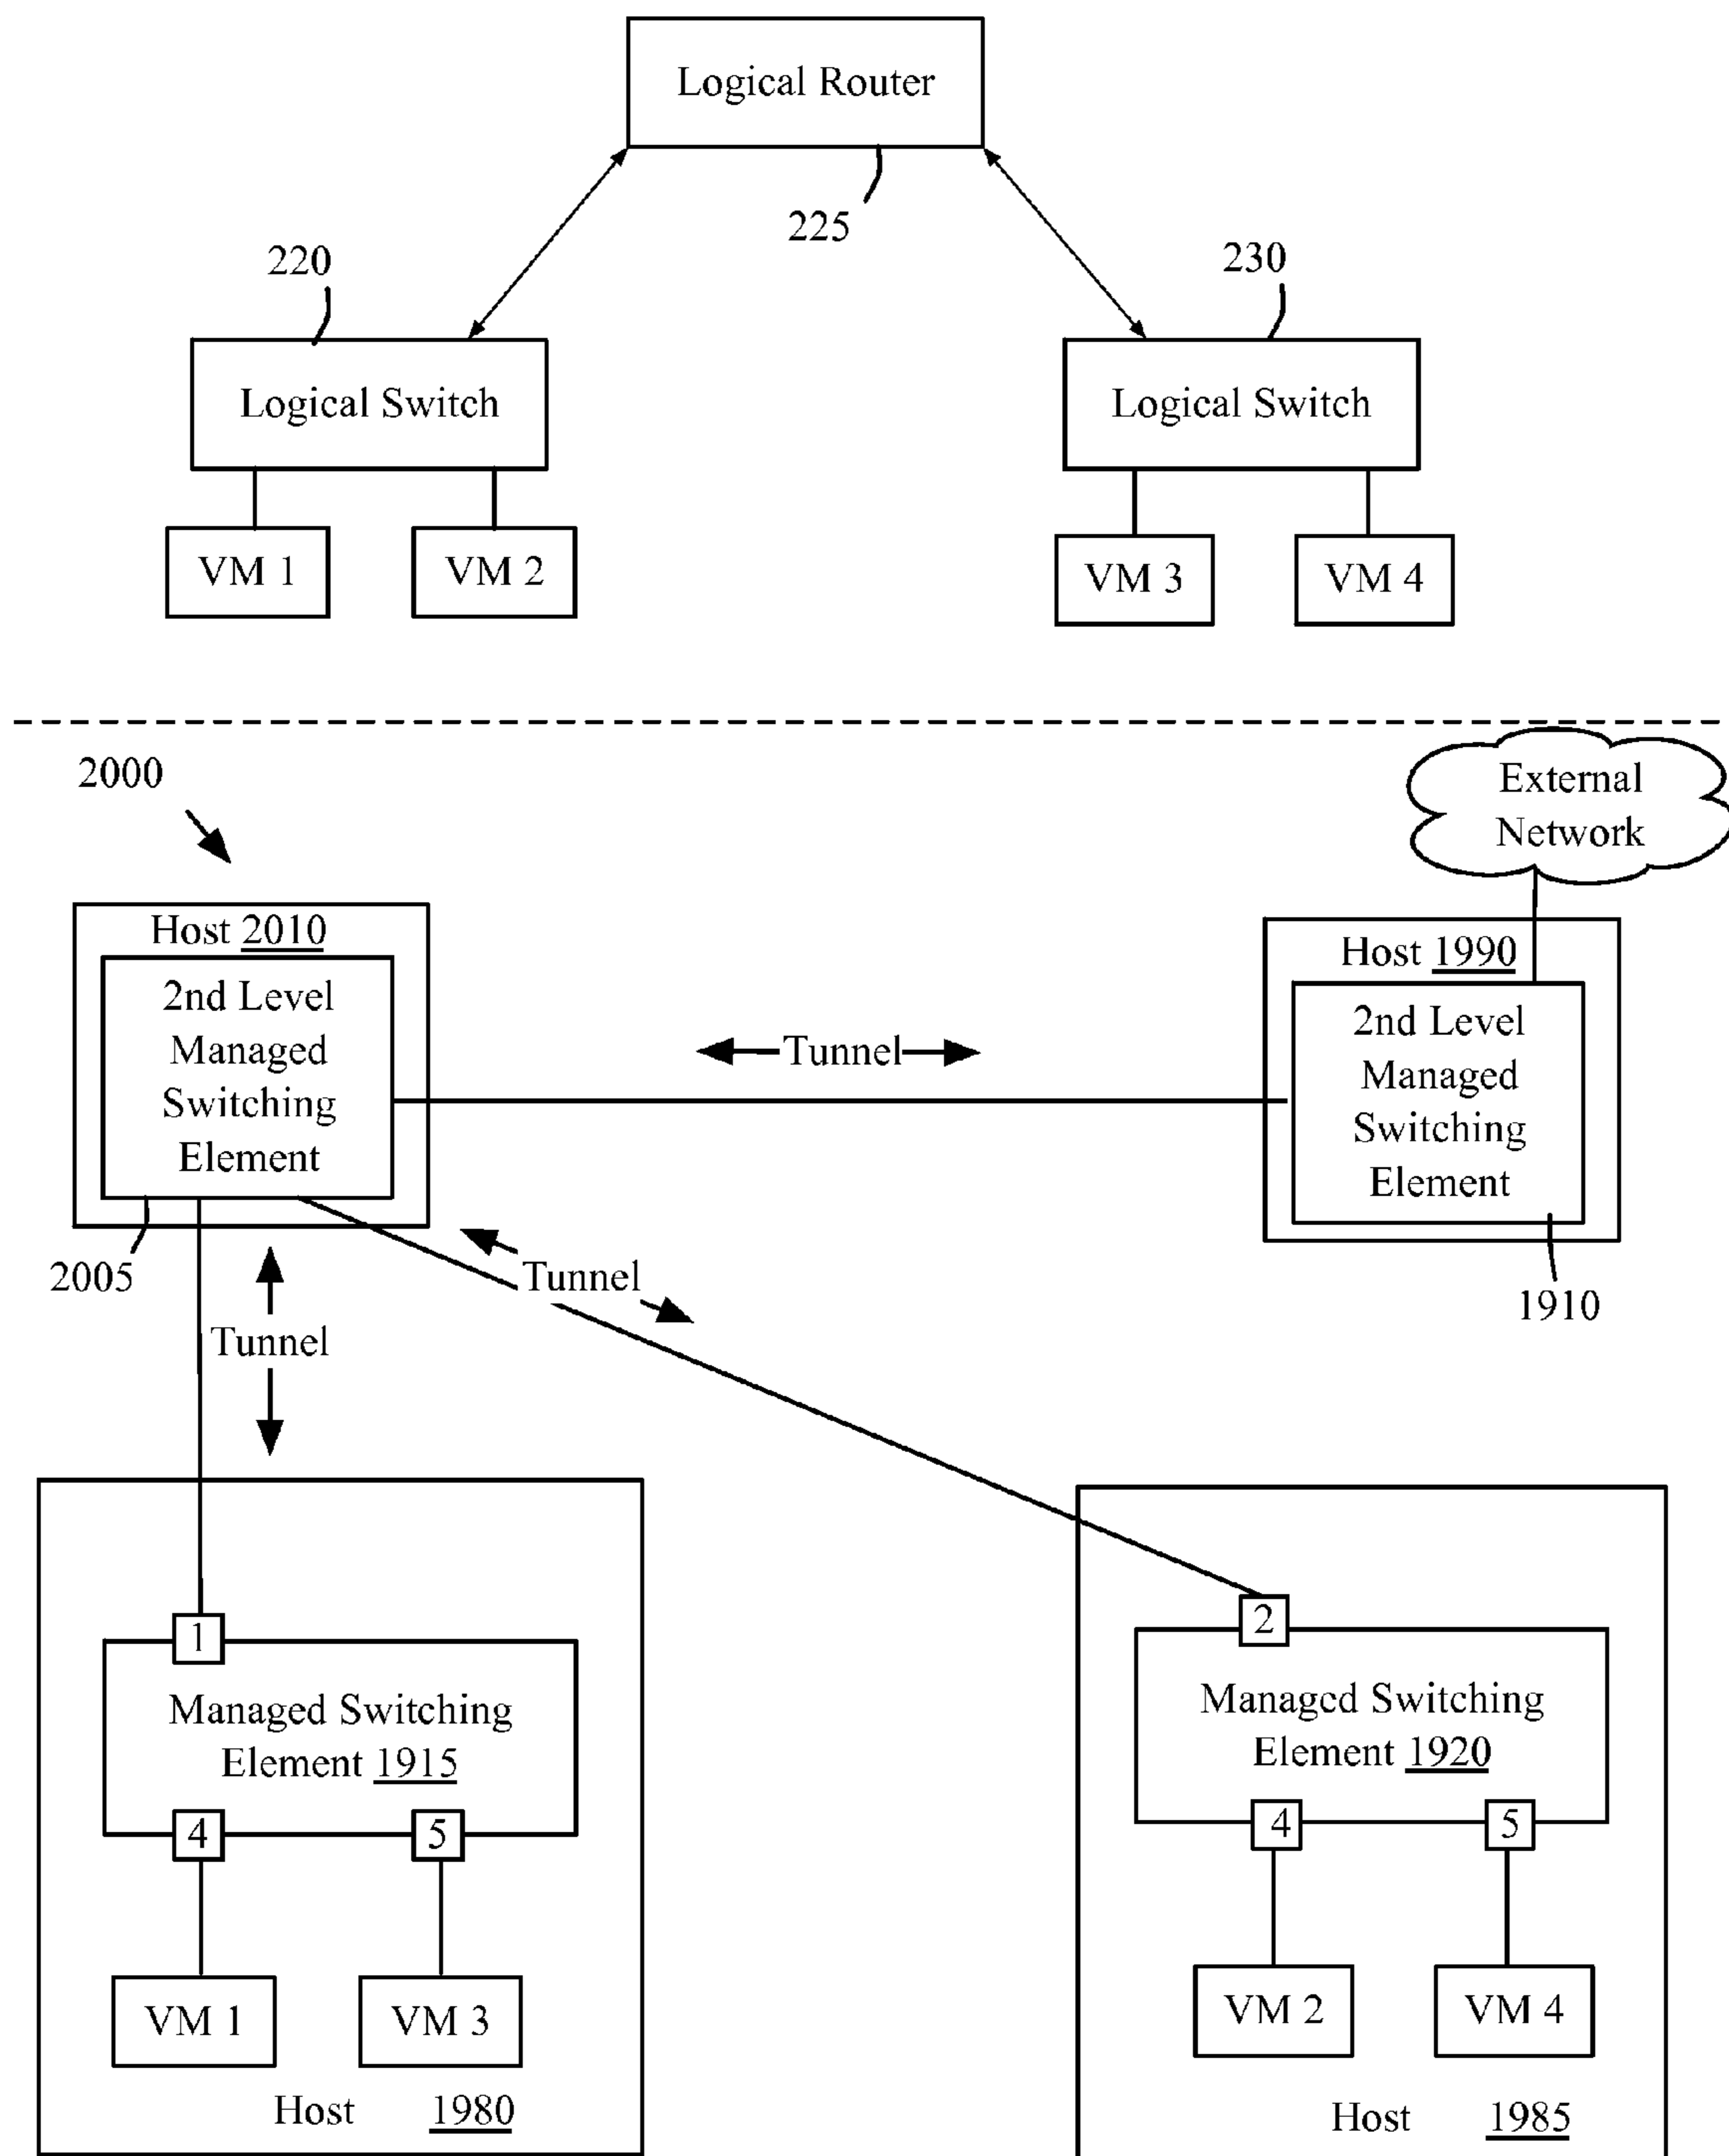 Logical Router
225
220
230
Logical Switch
Logical Switch
VM 1
VM 2
VM 3
VM 4
2000
External
Network
Host 2010
2nd Level
Managed
Switching
Element
2005
Tunnel
Host 1990
2nd Level
Managed
Switching
Element
1910
Tunnel
Tunnel
1
Managed Switching
Element 1915
4
5
VM 1
VM 3
Host 1980
2
Managed Switching
Element 1920
4
5
VM 2
VM 4
Host 1985